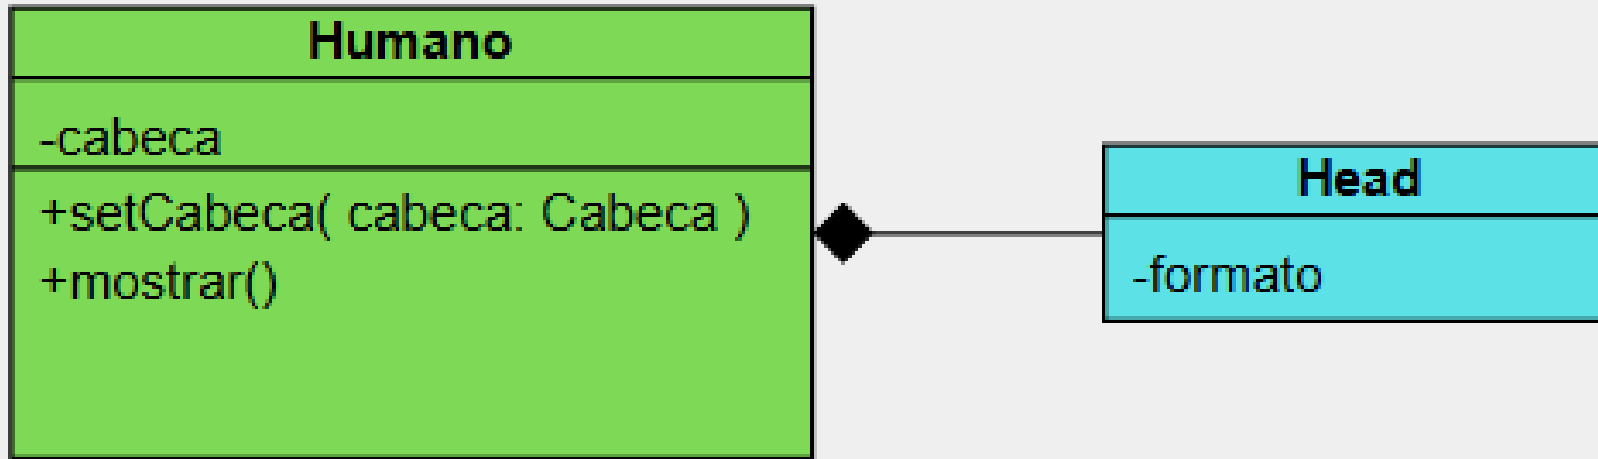 Humano
-cabeca
+setCabeca( cabeca: Cabeca )
+mostrar()
Head
-formato